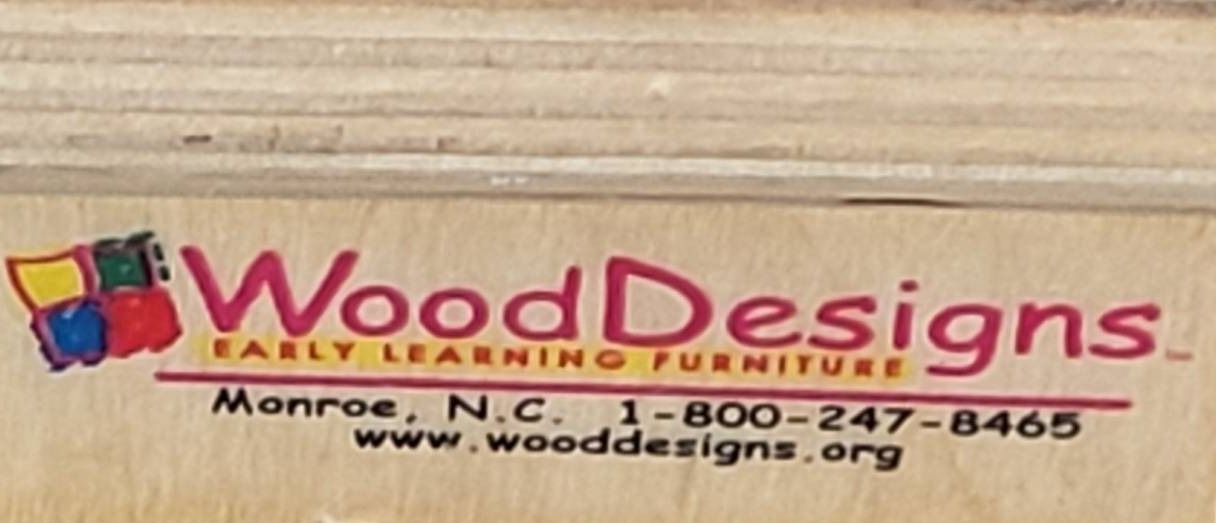 WoodDesigns
EARLY LEARNING FURNITURE
Monroe, N.C. 1-800-247-8465
www.wooddesigns.org